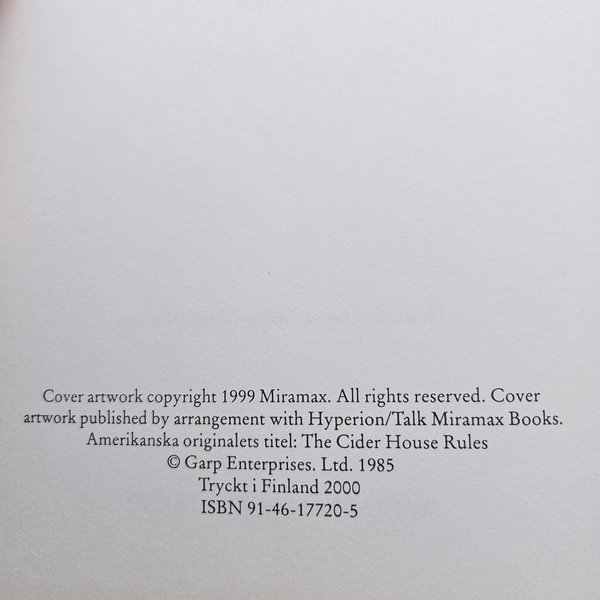 Cover artwork copyright 1999 Miramax. All rights reserved. Cover
artwork published by arrangement with Hyperion/Talk Miramax Books.
Amerikanska originalets titel: The Cider House Rules
© Garp Enterprises. Ltd. 1985
Tryckt i Finland 2000
ISBN 91-46-17720-5